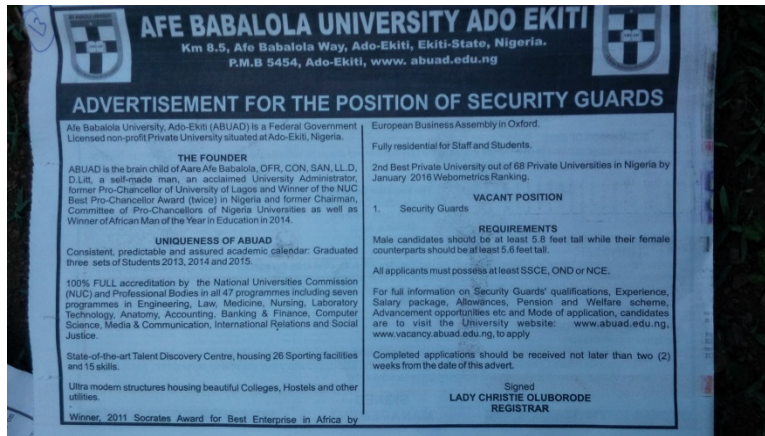 13
AFE BABALOLA UNIVERSITY ADO EKITI
Km 8.5, Afe Babalola Way, Ado-Ekiti, Ekiti-State, Nigeria.
P.M.B 5454, Ado-Ekiti, www. abuad.edu.ng
ADVERTISEMENT FOR THE POSITION OF SECURITY GUARDS
Afe Babalola University, Ado-Ekiti (ABUAD) is a Federal Government
Licensed non-profit Private University situated at Ado-Ekiti, Nigeria.
THE FOUNDER
ABUAD is the brain child of Aare Afe Babalola, OFR, CON, SAN, LL.D,
D.Litt, a self-made man, an acclaimed University Administrator,
former Pro-Chancellor of University of Lagos and Winner of the NUC
Best Pro-Chancellor Award (twice) in Nigeria and former Chairman,
Committee of Pro-Chancellors of Nigeria Universities as well as
Winner of African Man of the Year in Education in 2014.
UNIQUENESS OF ABUAD
Consistent, predictable and assured academic calendar: Graduated
three sets of Students 2013, 2014 and 2015.
100% FULL accreditation by the National Universities Commission
(NUC) and Professional Bodies in all 47 programmes including seven
programmes in Engineering, Law, Medicine, Nursing, Laboratory
Technology, Anatomy, Accounting, Banking & Finance, Computer
Science, Media & Communication, International Relations and Social
Justice.
State-of-the-art Talent Discovery Centre, housing 26 Sporting facilities
and 15 skills.
Ultra modern structures housing beautiful Colleges, Hostels and other
utilities.
Winner, 2011 Socrates Award for Best Enterprise in Africa by
European Business Assembly in Oxford.
Fully residential for Staff and Students.
2nd Best Private University out of 68 Private Universities in Nigeria by
January 2016 Webometrics Ranking.
VACANT POSITION
1. Security Guards
REQUIREMENTS
Male candidates should be at least 5.8 feet tall while their female
counterparts should be at least 5.6 feet tall.
All applicants must possess at least SSCE, OND or NCE.
For full information on Security Guards' qualifications, Experience,
Salary package, Allowances, Pension and Welfare scheme,
Advancement opportunities etc and Mode of application, candidates
are to visit the University website: www.abuad.edu.ng,
www.vacancy.abuad.edu.ng, to apply
Completed applications should be received not later than two (2)
weeks from the date of this advert.
Signed
LADY CHRISTIE OLUBORODE
REGISTRAR